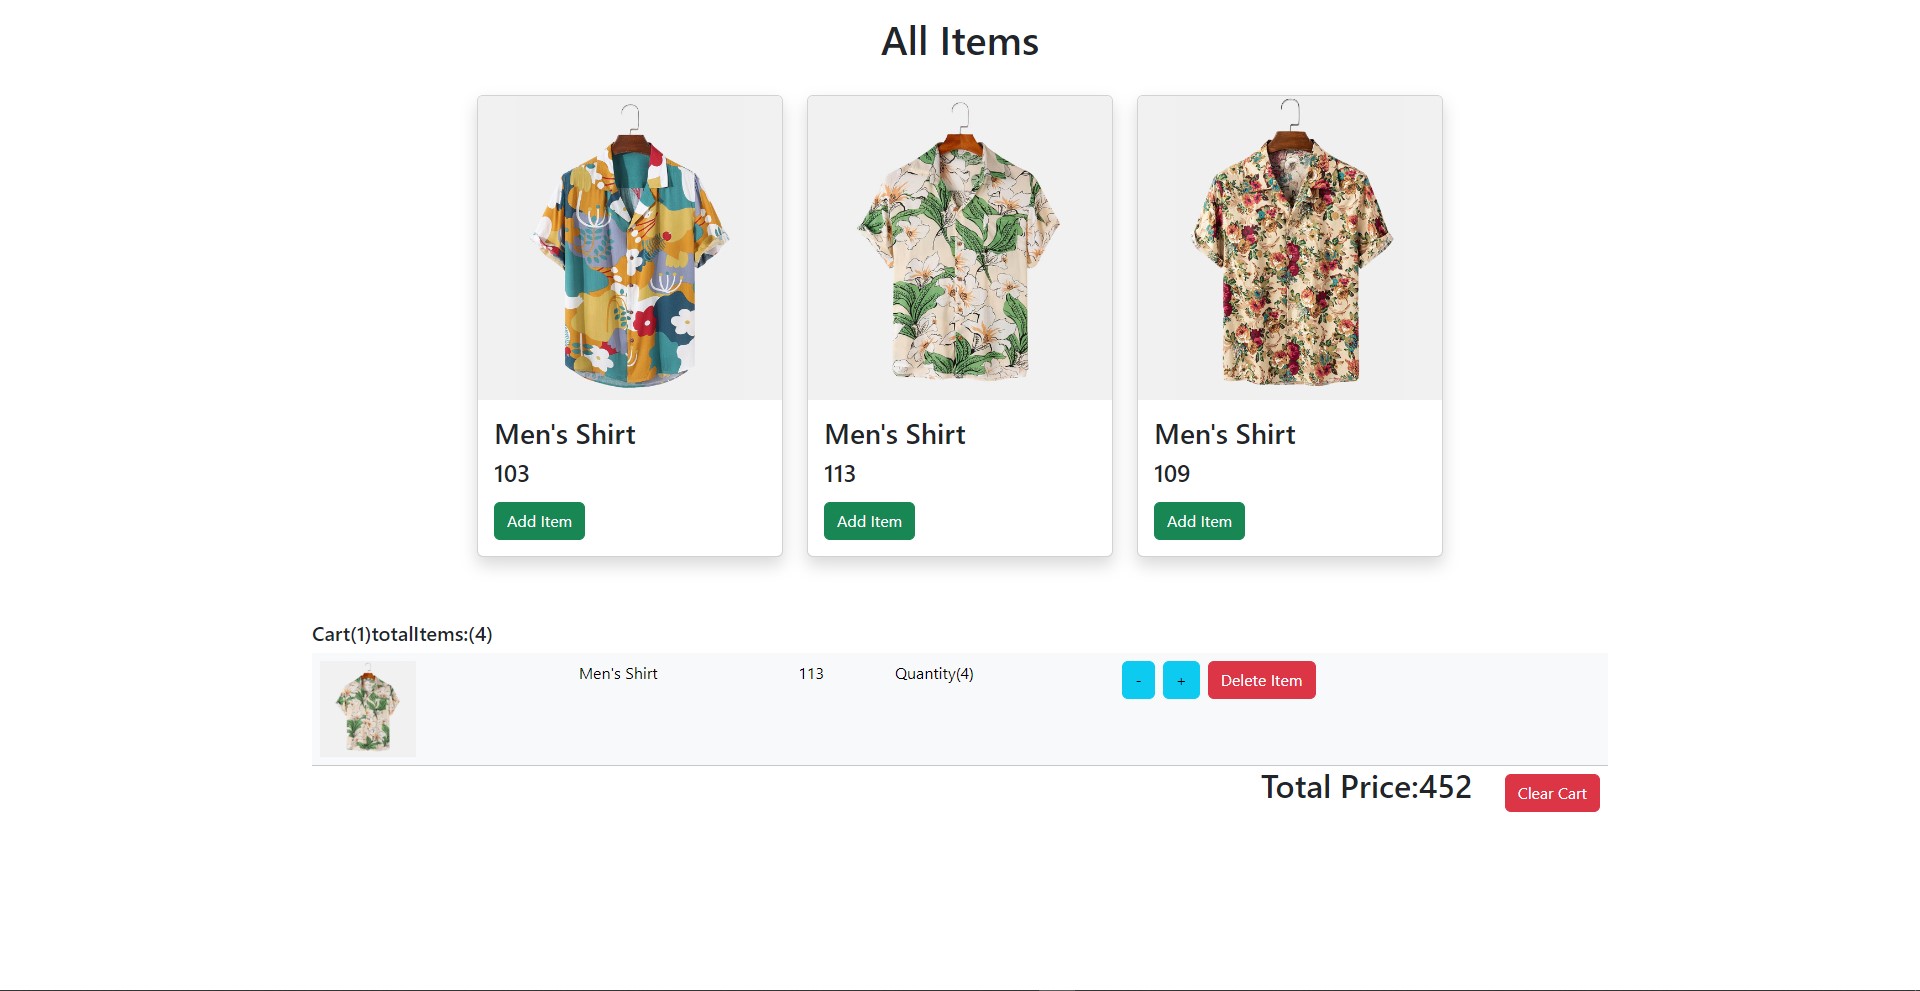 All Items
Men's Shirt
103
Add Item
Men's Shirt
113
Add Item
Men's Shirt
109
Add Item
Cart(1)totalItems:(4)
Men's Shirt 113 Quantity(4) - + Delete Item
Total Price:452 Clear Cart